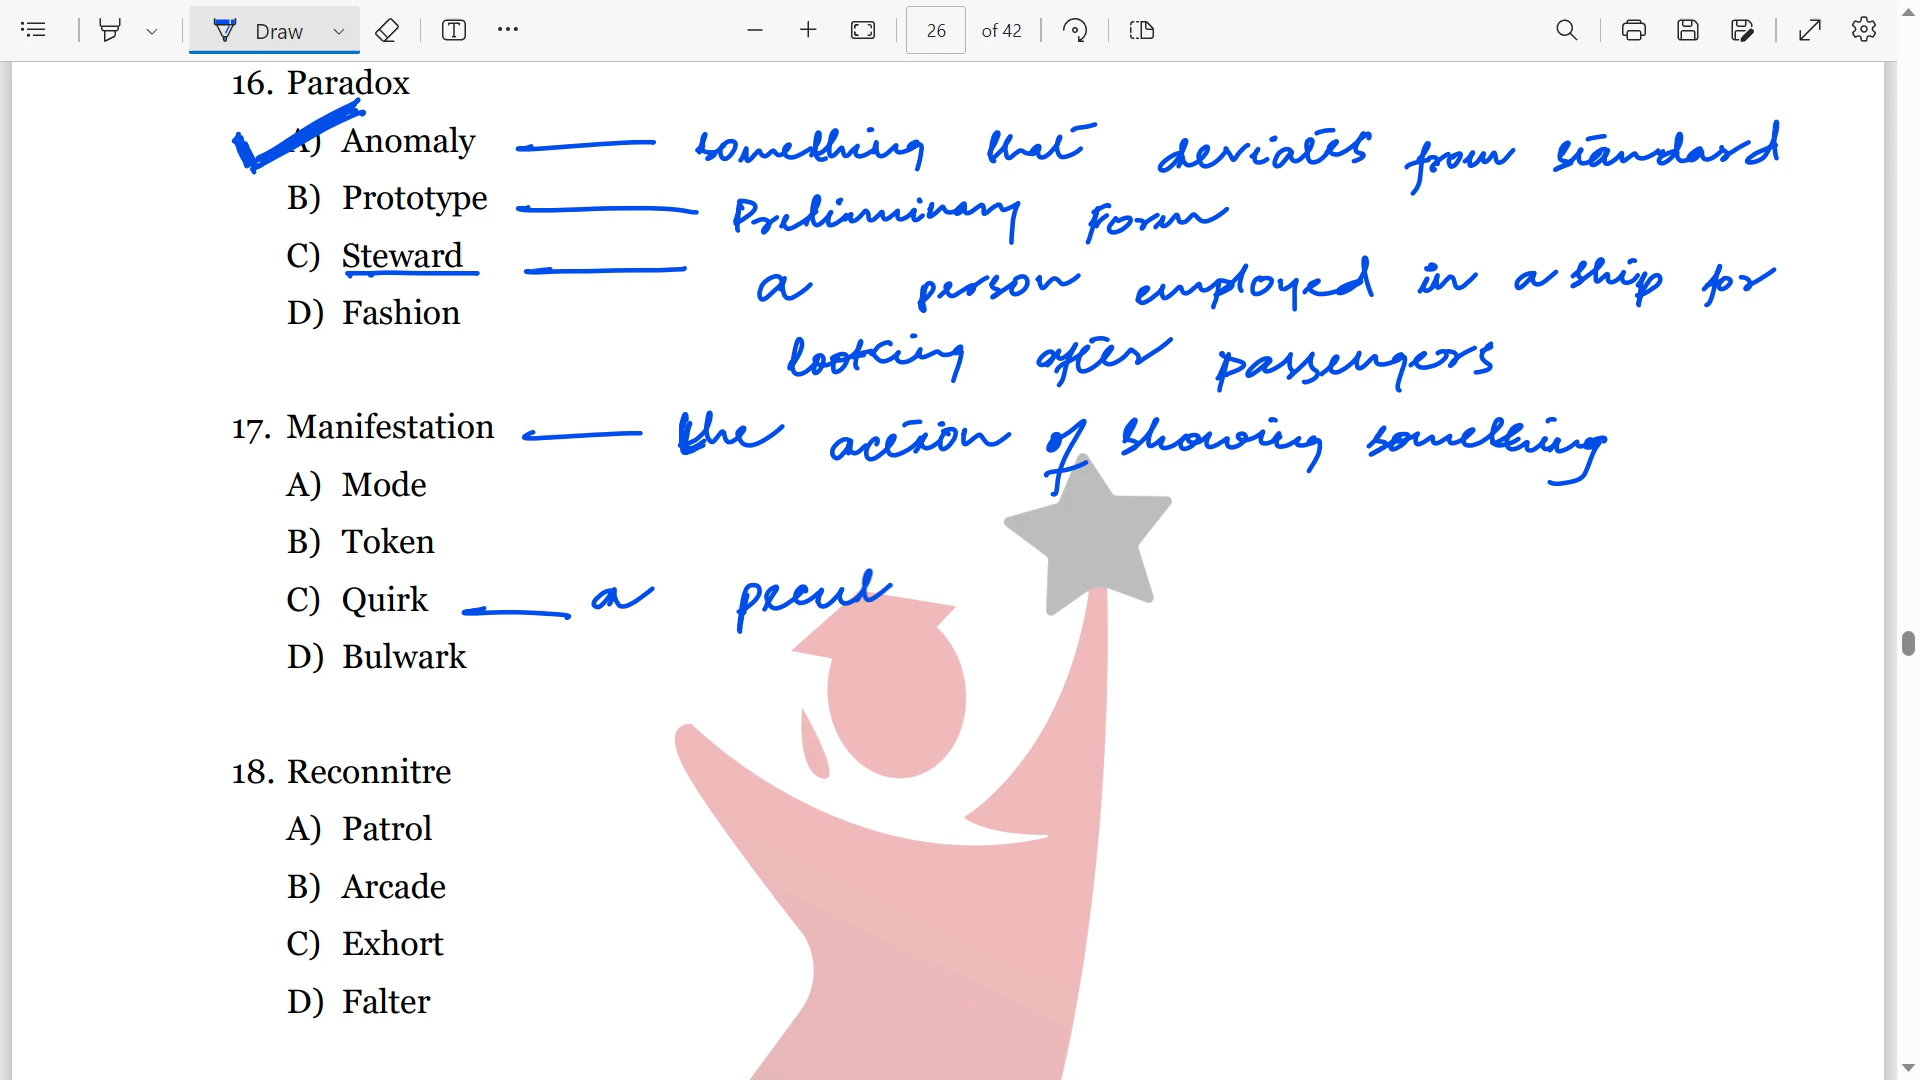 Draw
26 of 42
16. Paradox
A) Anomaly something that deviates from standard
B) Prototype Preliminary Form
C) Steward a person employed in a ship for
D) Fashion
looking after passengers
17. Manifestation the action of showing something
A) Mode
B) Token
C) Quirk a pecul
D) Bulwark
18. Reconnitre
A) Patrol
B) Arcade
C) Exhort
D) Falter